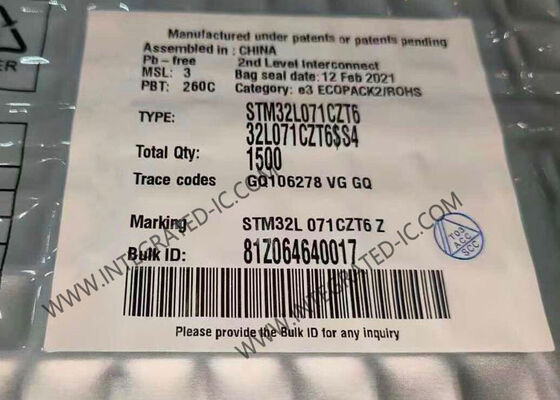 Manufactured under patents or patents pending
Assembled in : CHINA
Pb - free 2nd Level Interconnect
MSL: 3 Bag seal date: 12 Feb 2021
PBT: 260C Category: e3 ECOPACK2/ROHS
TYPE: STM32L071CZT6
32L071CZT6$S4
Total Qty: 1500
Trace codes GQ106278 VG GQ
Marking STM32L 071CZT6 Z
Bulk ID: 81Z064640017
T03
ACC
SCC
Please provide the Bulk ID for any inquiry
WWW.INTEGRATED-IC.COM
WWW.INTEGRATED-IC.COM